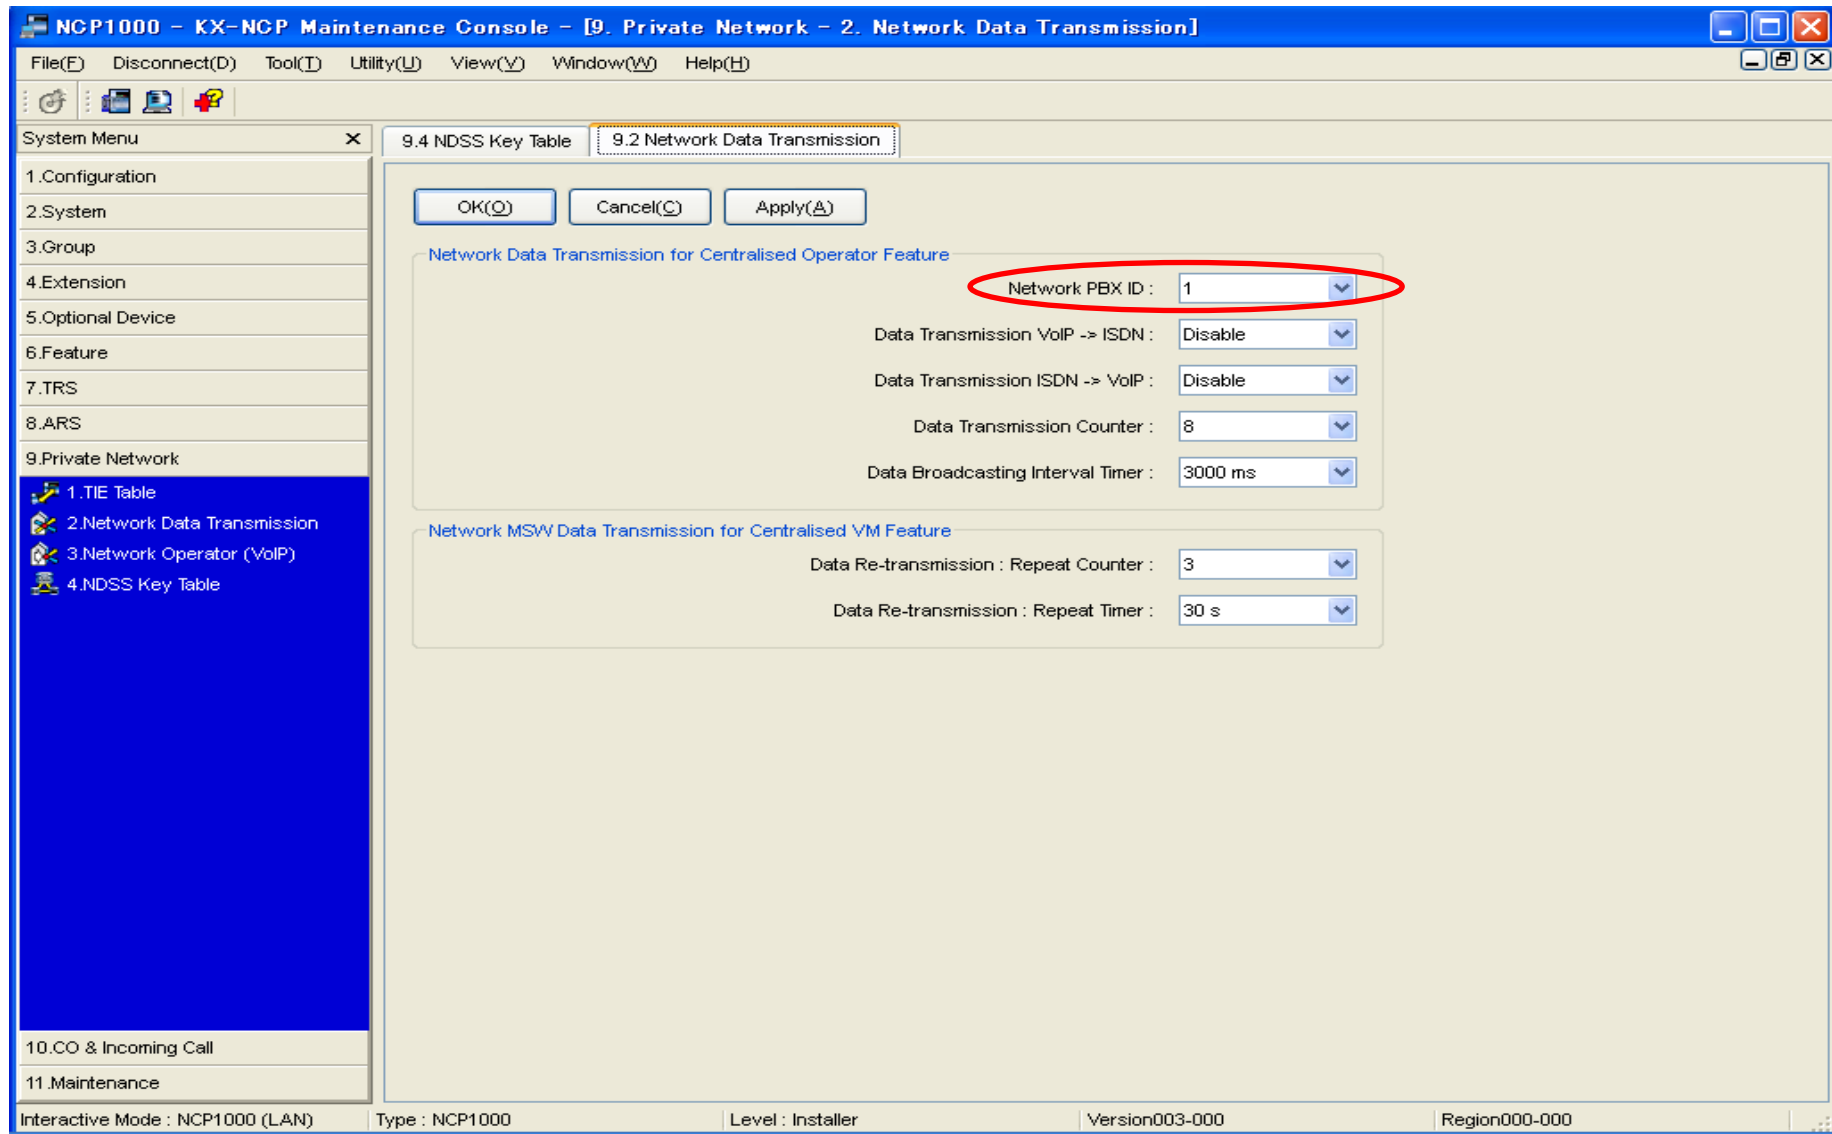 NCP1000 - KX-NCP Maintenance Console - [9. Private Network - 2. Network Data Transmission]
File(F) Disconnect(D) Tool(T) Utility(U) View(V) Window(W) Help(H)
System Menu
9.4 NDSS Key Table 9.2 Network Data Transmission
1.Configuration
2.System
3.Group
4.Extension
5.Optional Device
6.Feature
7.TRS
8.ARS
9.Private Network
1.TIE Table
2.Network Data Transmission
3.Network Operator (VoIP)
4.NDSS Key Table
10.CO & Incoming Call
11.Maintenance
OK(O) Cancel(C) Apply(A)
Network Data Transmission for Centralised Operator Feature
Network PBX ID : 1
Data Transmission VoIP -> ISDN : Disable
Data Transmission ISDN -> VoIP : Disable
Data Transmission Counter : 8
Data Broadcasting Interval Timer : 3000 ms
Network MSW Data Transmission for Centralised VM Feature
Data Re-transmission : Repeat Counter : 3
Data Re-transmission : Repeat Timer : 30 s
Interactive Mode : NCP1000 (LAN) Type : NCP1000 Level : Installer Version003-000 Region000-000